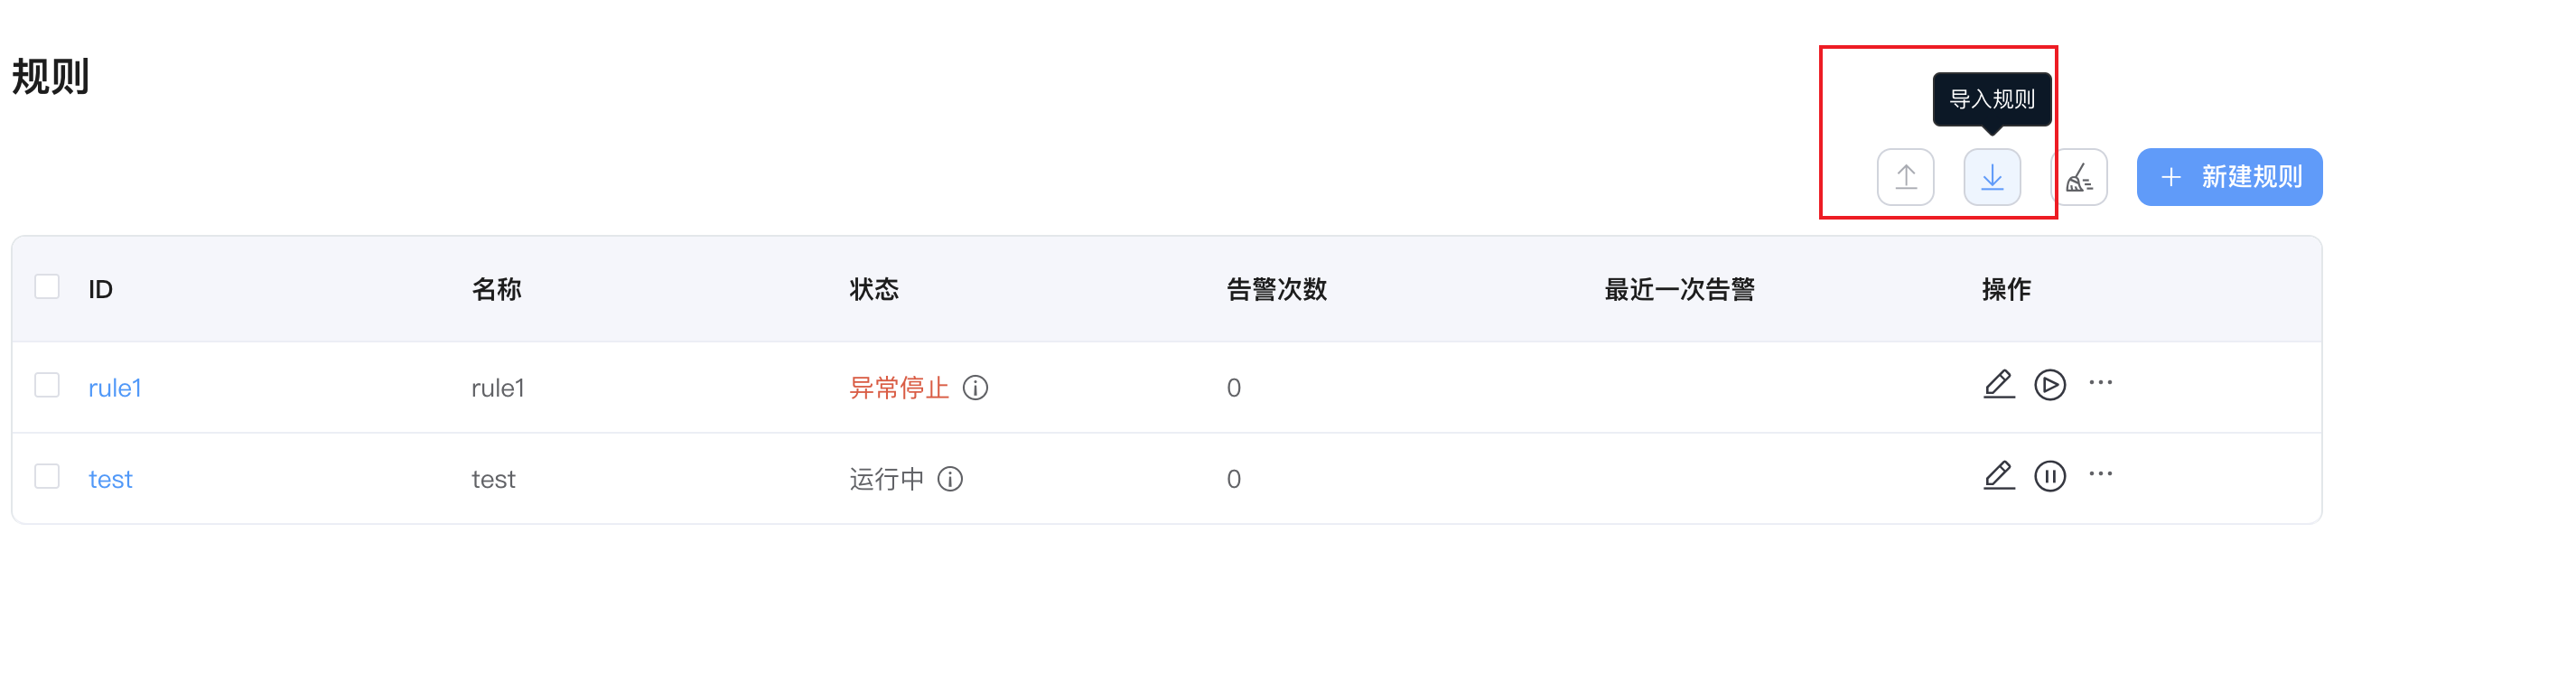 规则
导入规则
新建规则
ID 名称 状态 告警次数 最近一次告警 操作
rule1 rule1 异常停止 0
test test 运行中 0